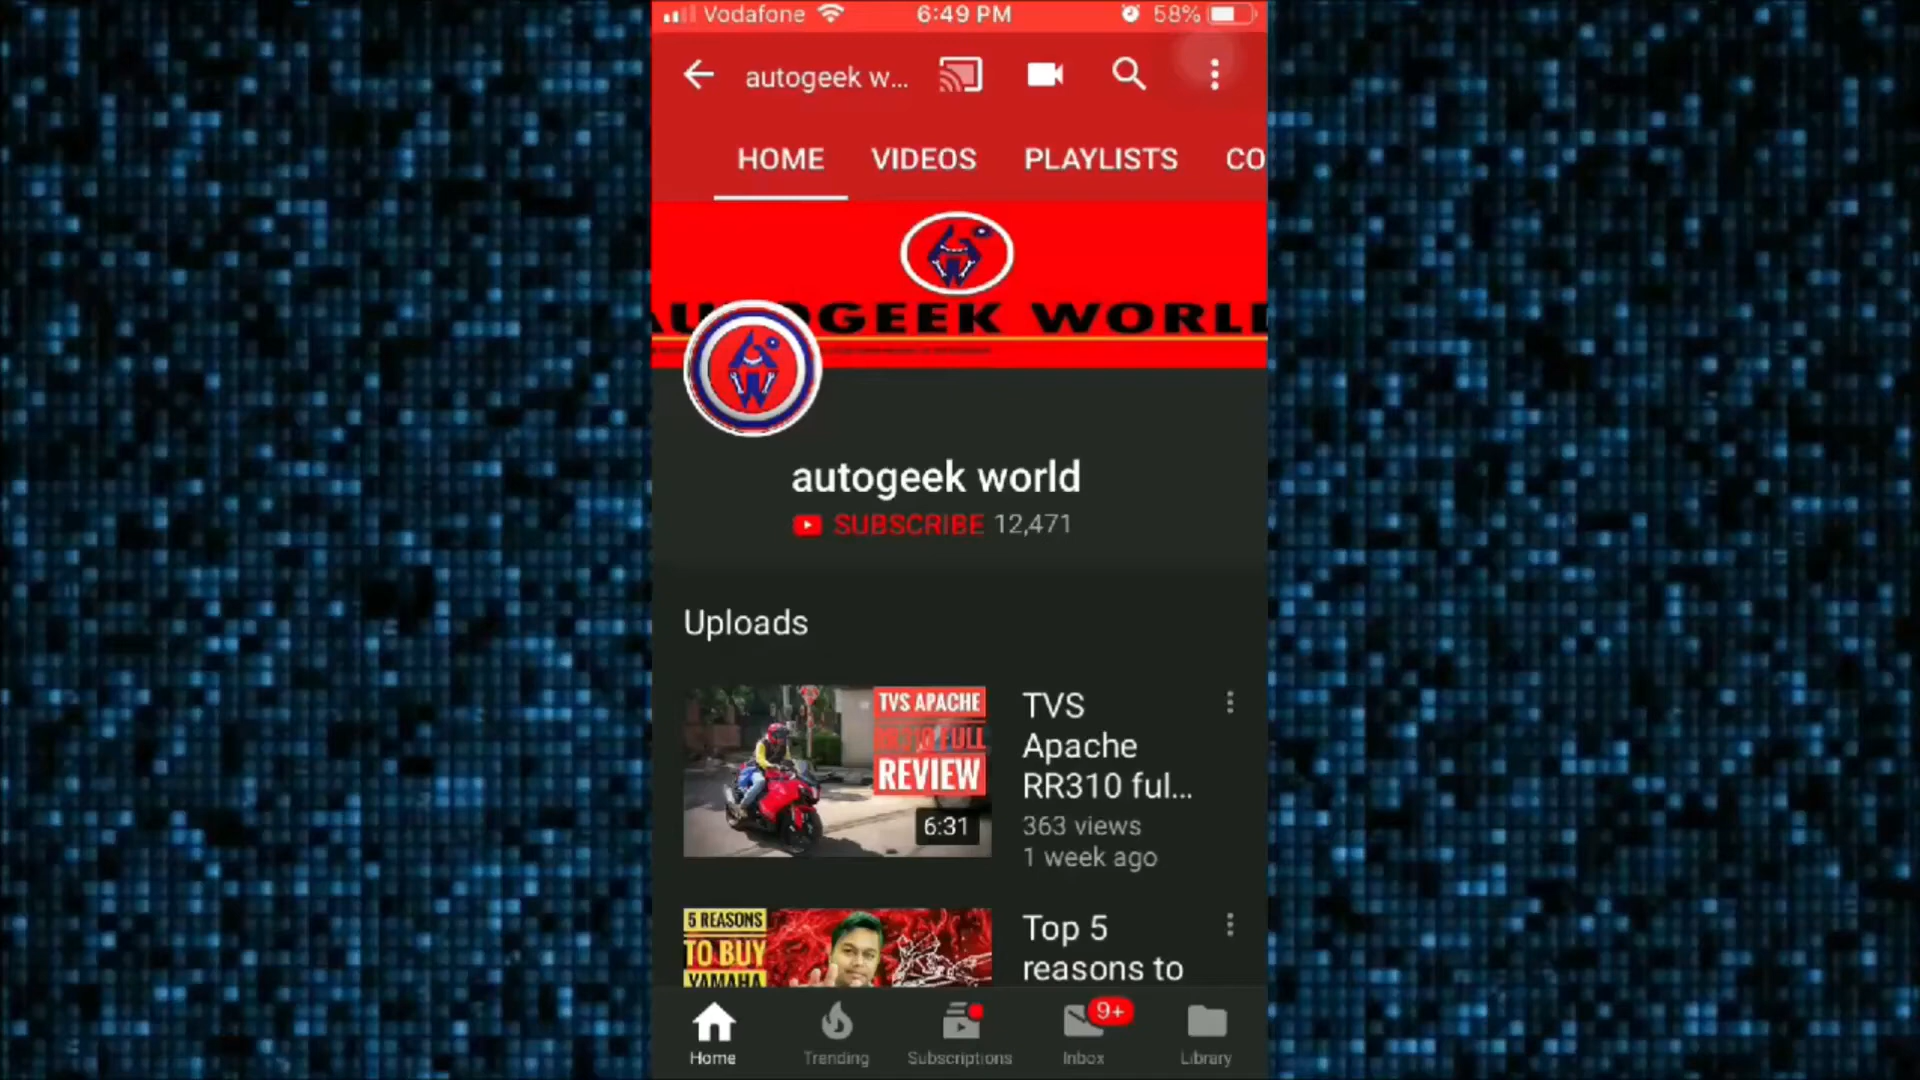 Vodafone 6:49 PM 58%
autogeek w...
HOME VIDEOS PLAYLISTS CO
AUTOGEEK WORL
autogeek world
SUBSCRIBE 12,471
Uploads
TVS APACHE
FULL
REVIEW
6:31
TVS
Apache
RR310 ful...
363 views
1 week ago
5 REASONS
TO BUY
YAMAHA
Top 5
reasons to
9+
Home Trending Subscriptions Inbox Library